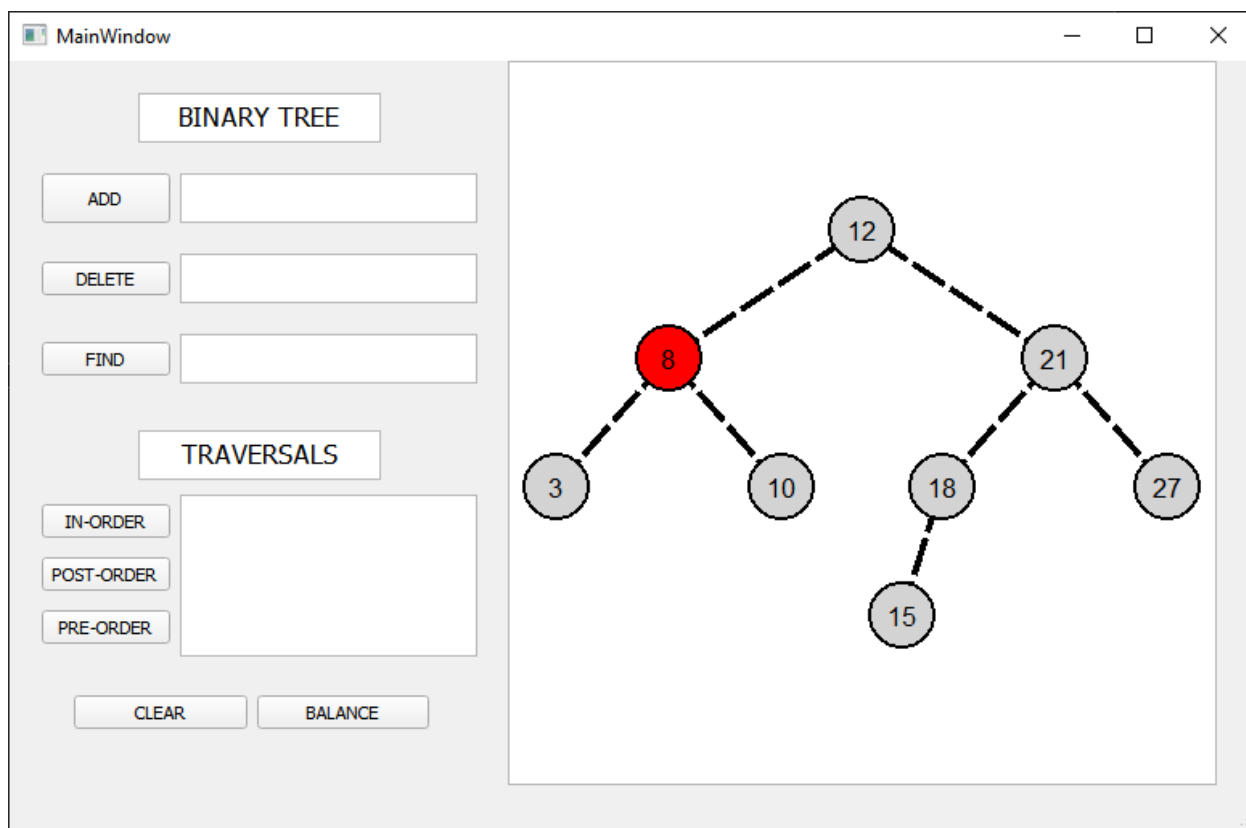 MainWindow
BINARY TREE
ADD
DELETE
FIND
TRAVERSALS
IN-ORDER
POST-ORDER
PRE-ORDER
CLEAR BALANCE
12
8 21
3 10 18 27
15